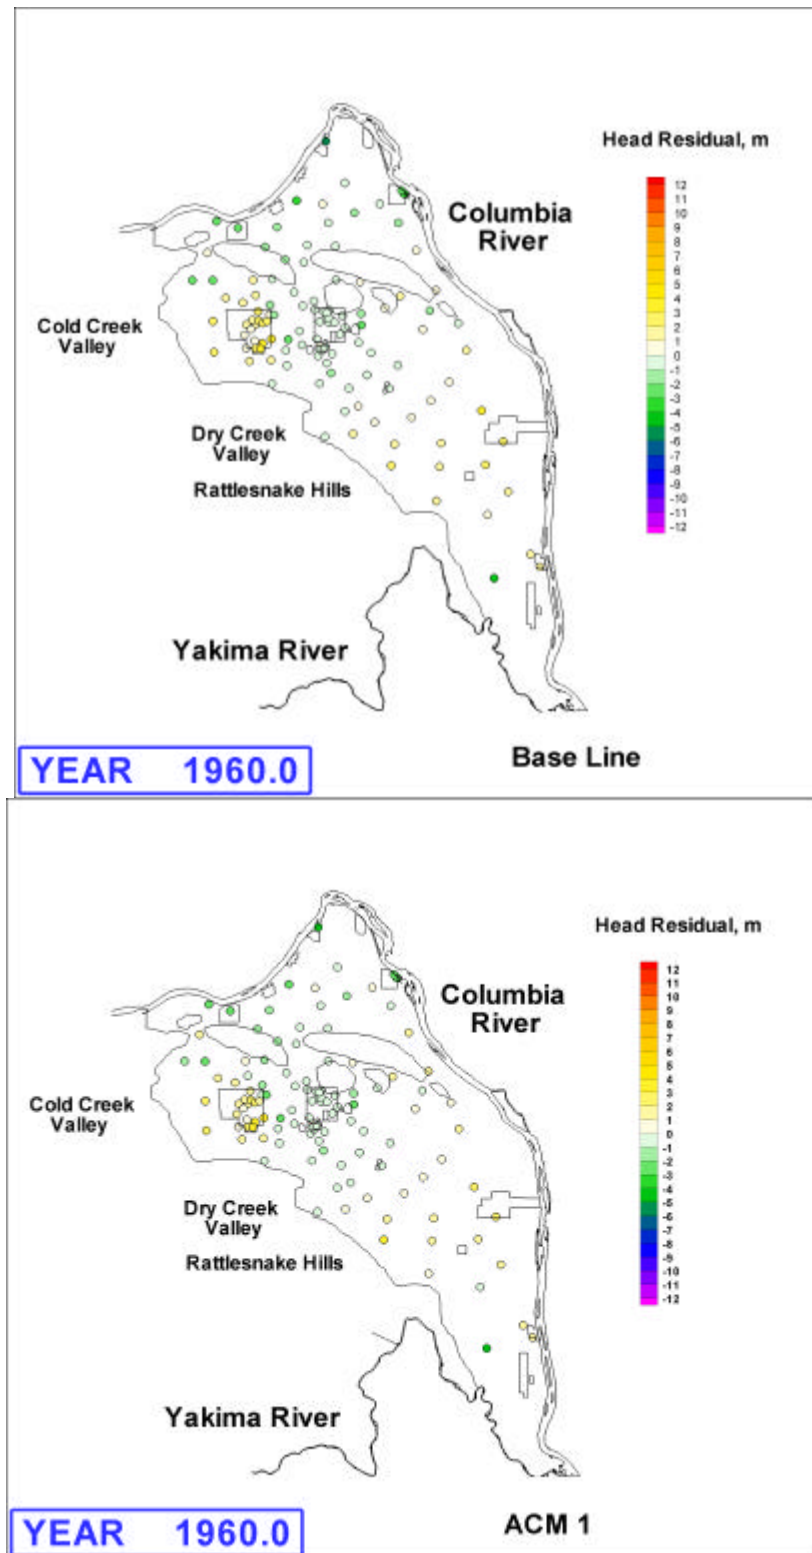 Head Residual, m
12
11
10
9
8
7
6
5
4
3
2
1
0
-1
-2
-3
-4
-5
-6
-7
-8
-9
-10
-11
-12
Columbia
River
Cold Creek
Valley
Dry Creek
Valley
Rattlesnake Hills
Yakima River
Base Line
YEAR 1960.0
Head Residual, m
12
11
10
9
8
7
6
5
4
3
2
1
0
-1
-2
-3
-4
-5
-6
-7
-8
-9
-10
-11
-12
Columbia
River
Cold Creek
Valley
Dry Creek
Valley
Rattlesnake Hills
Yakima River
ACM 1
YEAR 1960.0